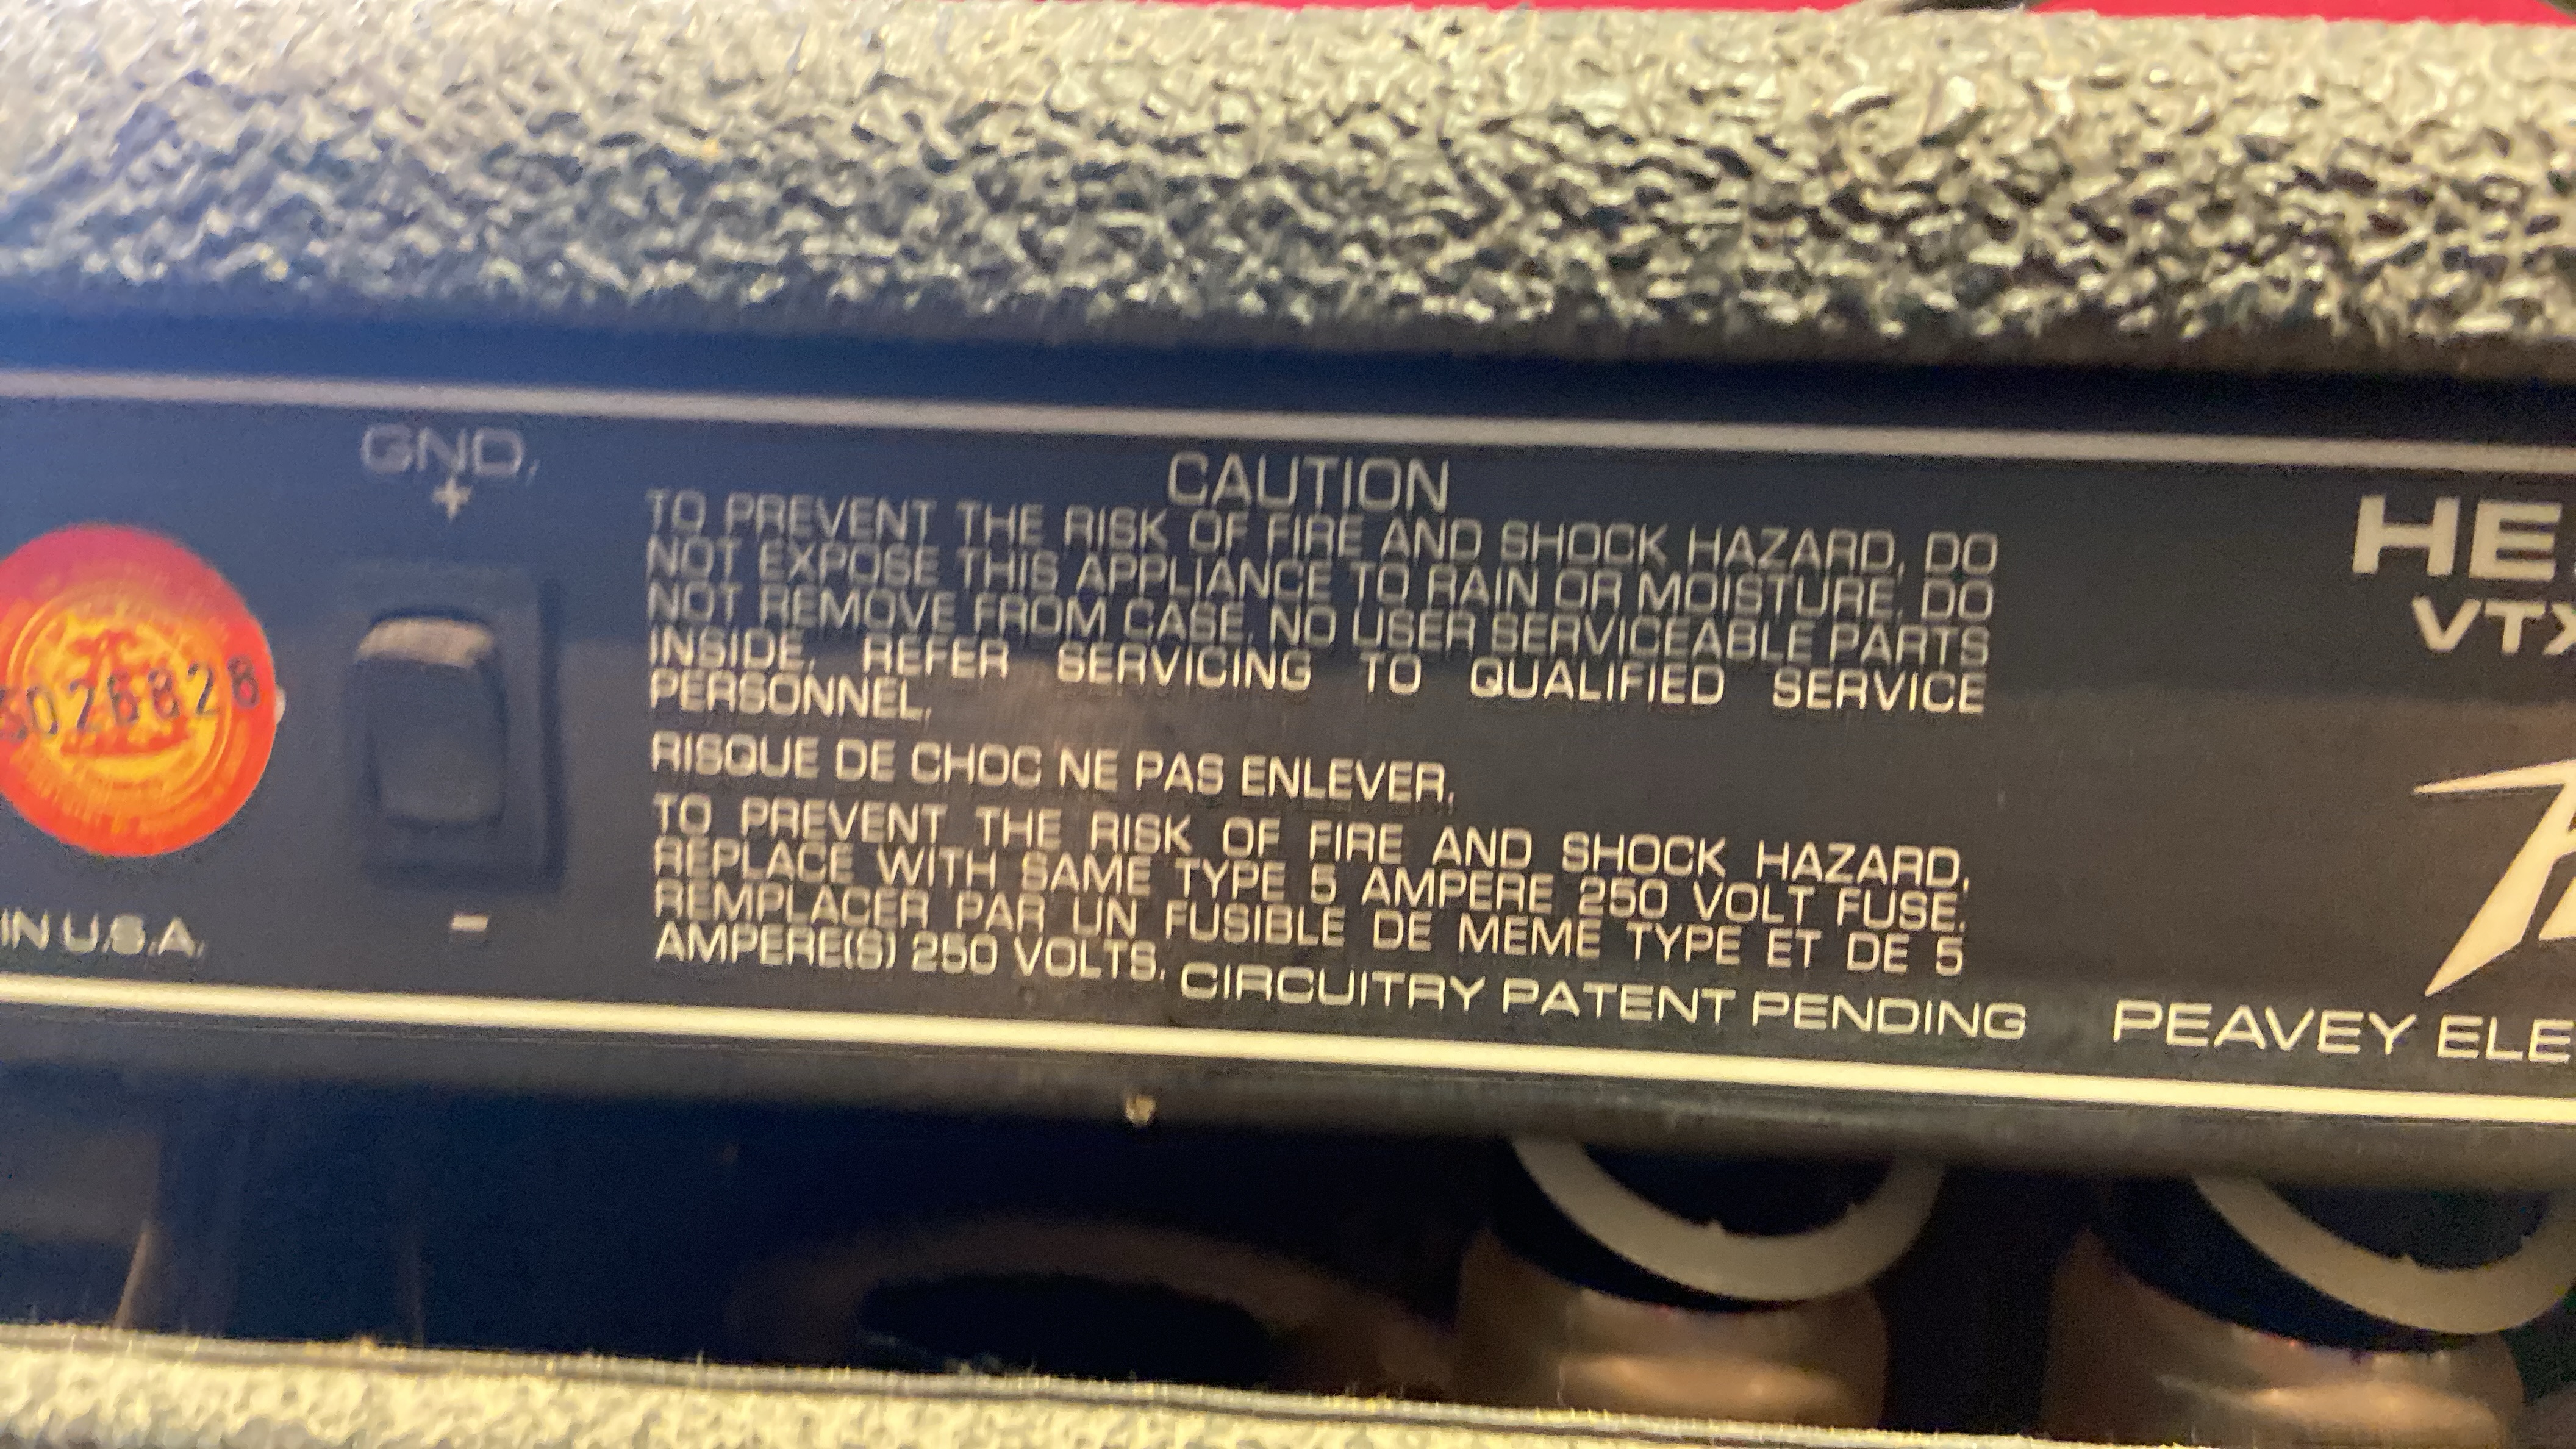 GND.
+
-
5026828
IN U.S.A.
CAUTION
TO PREVENT THE RISK OF FIRE AND SHOCK HAZARD, DO
NOT EXPOSE THIS APPLIANCE TO RAIN OR MOISTURE. DO
NOT REMOVE FROM CASE. NO USER SERVICEABLE PARTS
INSIDE. REFER SERVICING TO QUALIFIED SERVICE
PERSONNEL.
RISQUE DE CHOC NE PAS ENLEVER.
TO PREVENT THE RISK OF FIRE AND SHOCK HAZARD,
REPLACE WITH SAME TYPE 5 AMPERE 250 VOLT FUSE.
REMPLACER PAR UN FUSIBLE DE MEME TYPE ET DE 5
AMPERE(S) 250 VOLTS.
CIRCUITRY PATENT PENDING PEAVEY ELE
HE
VTX